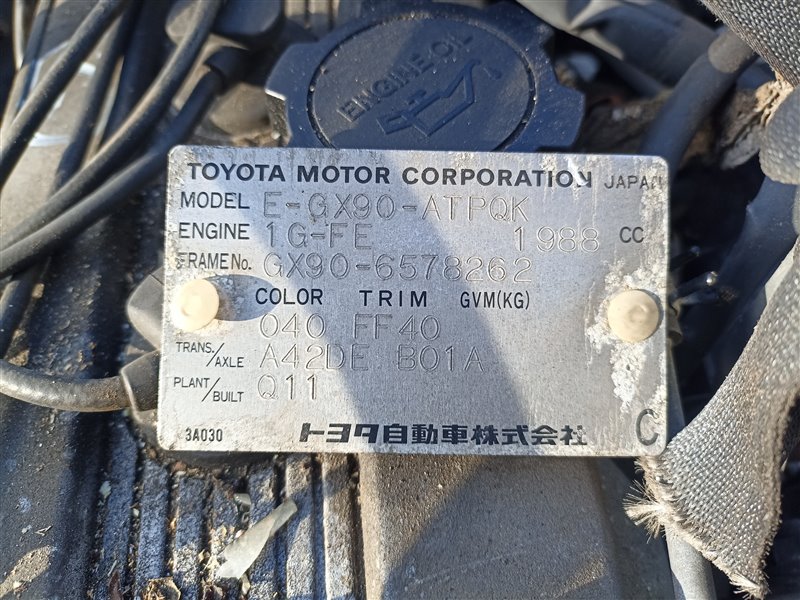 ENGINE OIL
TOYOTA MOTOR CORPORATION JAPAN
MODEL E-GX90-ATPQK
ENGINE 1G-FE 1988 CC
FRAME No. GX90-6578262
COLOR TRIM GVM(KG)
040 FF40
TRANS./AXLE A42DE B01A
PLANT/BUILT Q11
3A030 トヨタ自動車株式会社 C